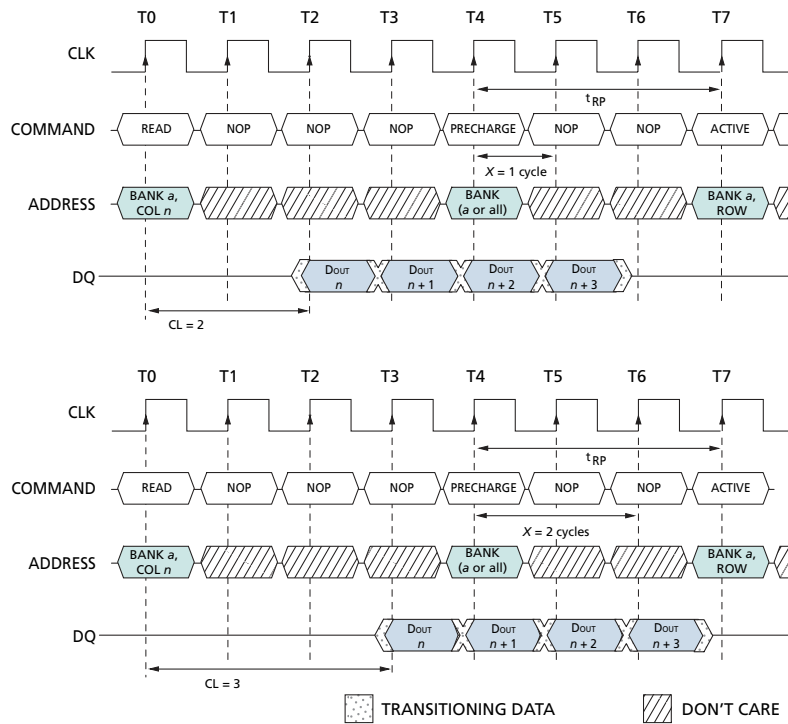 T0 T1 T2 T3 T4 T5 T6 T7
CLK
tRP
COMMAND READ NOP NOP NOP PRECHARGE NOP NOP ACTIVE
X = 1 cycle
ADDRESS BANK a, COL n BANK (a or all) BANK a, ROW
DQ DOUT n DOUT n + 1 DOUT n + 2 DOUT n + 3
CL = 2
T0 T1 T2 T3 T4 T5 T6 T7
CLK
tRP
COMMAND READ NOP NOP NOP PRECHARGE NOP NOP ACTIVE
X = 2 cycles
ADDRESS BANK a, COL n BANK (a or all) BANK a, ROW
DQ DOUT n DOUT n + 1 DOUT n + 2 DOUT n + 3
CL = 3
TRANSITIONING DATA DON'T CARE